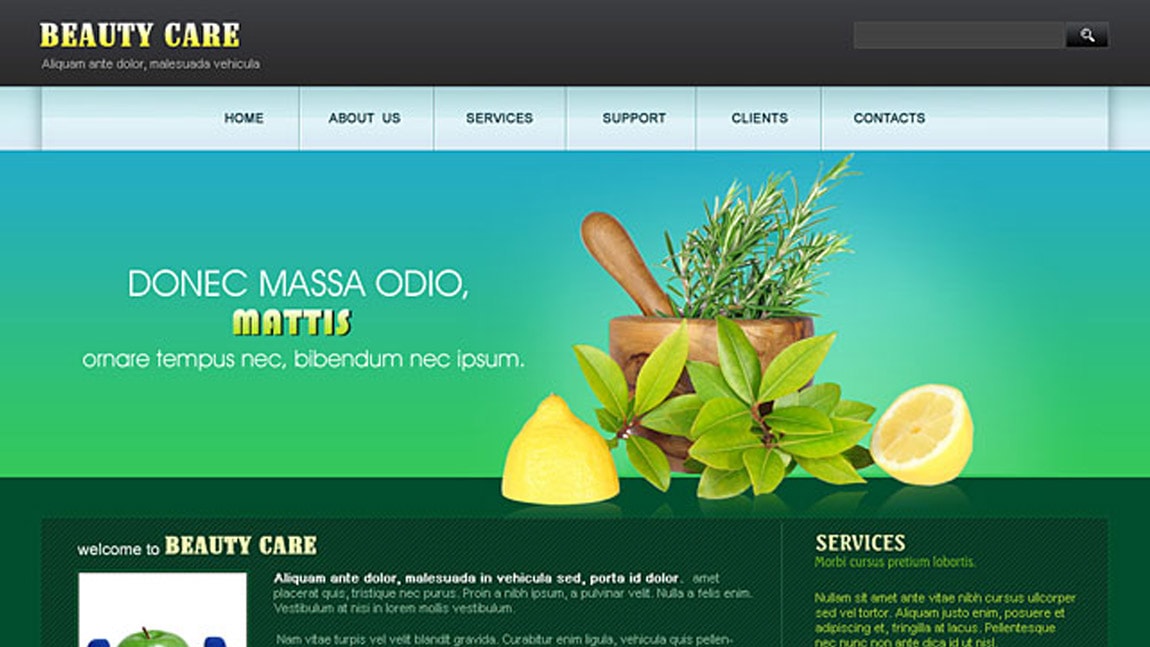 BEAUTY CARE
Aliquam ante dolor, malesuada vehicula
HOME
ABOUT US
SERVICES
SUPPORT
CLIENTS
CONTACTS
DONEC MASSA ODIO,
MATTIS
ornare tempus nec, bibendum nec ipsum.
welcome to BEAUTY CARE
Aliquam ante dolor, malesuada in vehicula sed, porta id dolor. amet
placerat quis, tristique nec purus. Proin a nibh ipsum, a pulvinar velit. Nulla a felis enim.
Vestibulum at nisi in lorem mollis vestibulum.
Nam vitae turpis vel velit blandit gravida. Curabitur enim ligula, vehicula quis pellen-
SERVICES
Morbi cursus pretium lobortis.
Nullam sit amet ante vitae nibh cursus ullcorper
sed vel tortor. Aliquam justo enim, posuere et
adipiscing et, fringilla at lacus. Pellentesque
nec nunc non ante dica id ut nisl.